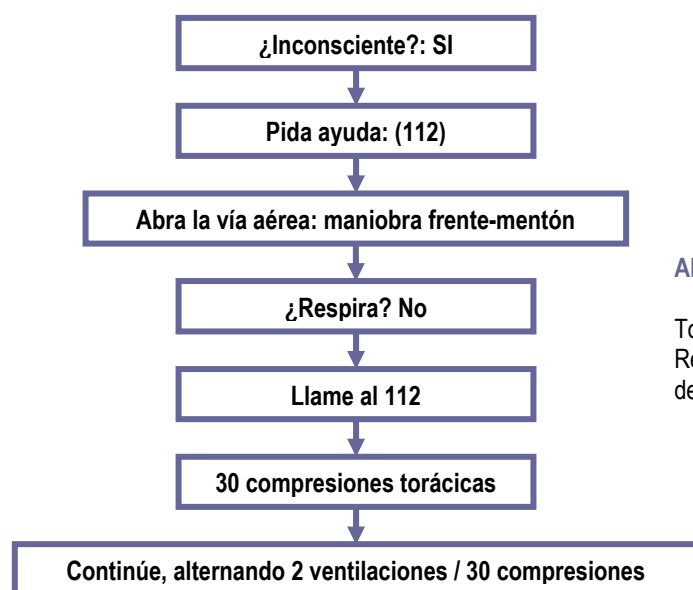 ¿Inconsciente?: SI
Pida ayuda: (112)
Abra la vía aérea: maniobra frente-mentón
¿Respira? No
Llame al 112
30 compresiones torácicas
Continúe, alternando 2 ventilaciones / 30 compresiones